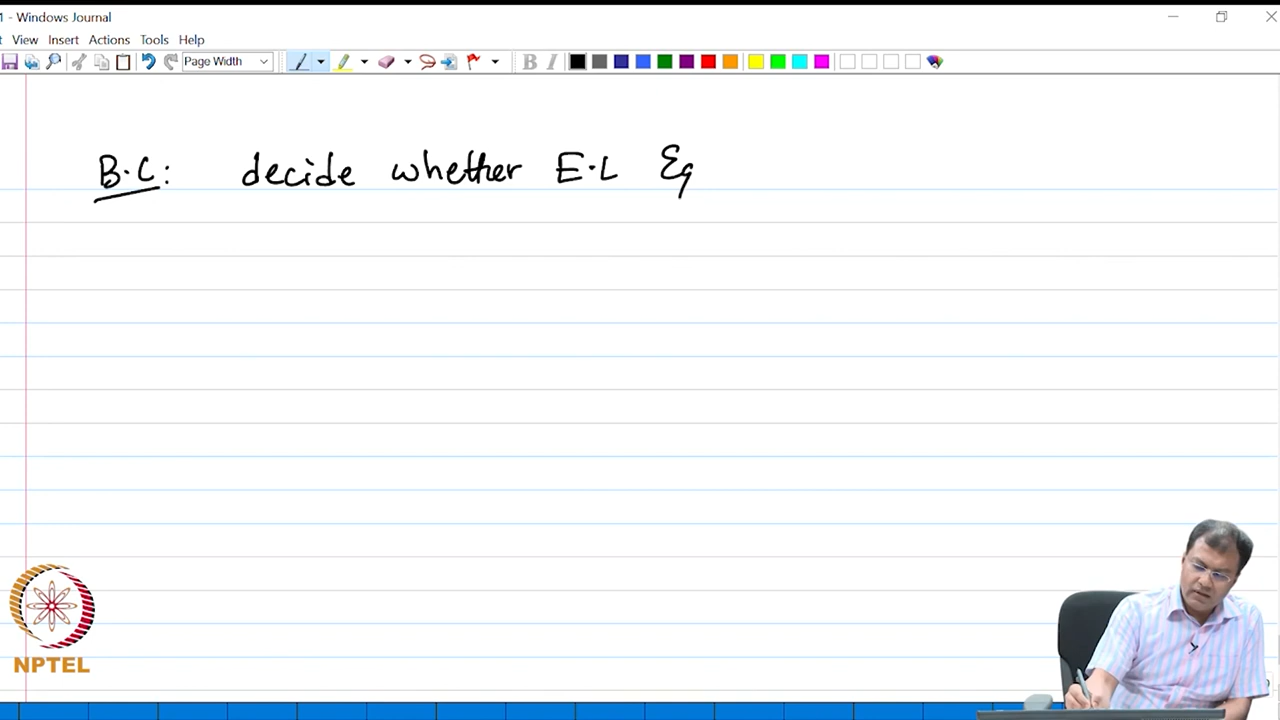 1 - Windows Journal
t View Insert Actions Tools Help
Page Width
B I
B.C: decide whether E.L Eq
NPTEL